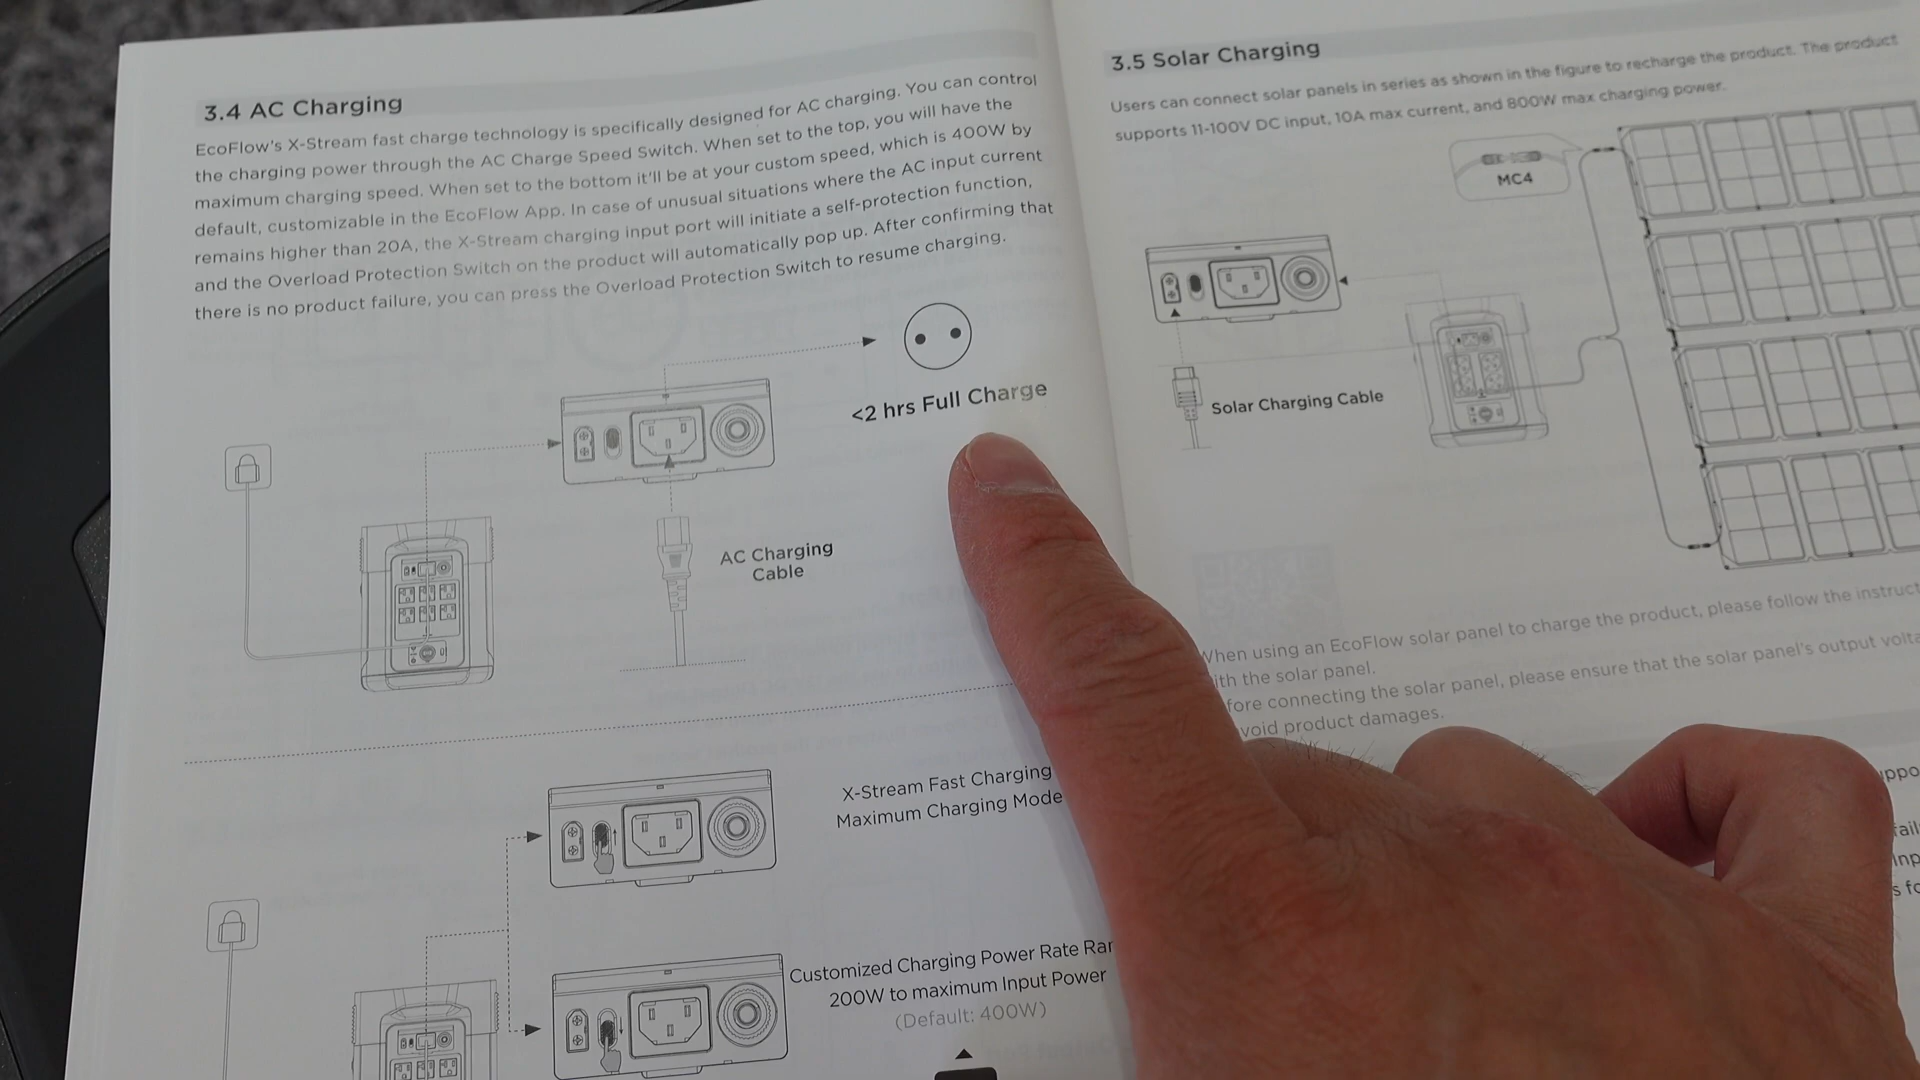 3.4 AC Charging
EcoFlow's X-Stream fast charge technology is specifically designed for AC charging. You can control
the charging power through the AC Charge Speed Switch. When set to the top, you will have the
maximum charging speed. When set to the bottom it'll be at your custom speed, which is 400W by
default, customizable in the EcoFlow App. In case of unusual situations where the AC input current
remains higher than 20A, the X-Stream charging input port will initiate a self-protection function,
and the Overload Protection Switch on the product will automatically pop up. After confirming that
there is no product failure, you can press the Overload Protection Switch to resume charging.
<2 hrs Full Charge
AC Charging
Cable
X-Stream Fast Charging
Maximum Charging Mode
Customized Charging Power Rate Ran
200W to maximum Input Power
(Default: 400W)
3.5 Solar Charging
Users can connect solar panels in series as shown in the figure to recharge the product. The product
supports 11-100V DC input, 10A max current, and 800W max charging power.
MC4
Solar Charging Cable
When using an EcoFlow solar panel to charge the product, please follow the instruct
ith the solar panel.
fore connecting the solar panel, please ensure that the solar panel's output volta
void product damages.